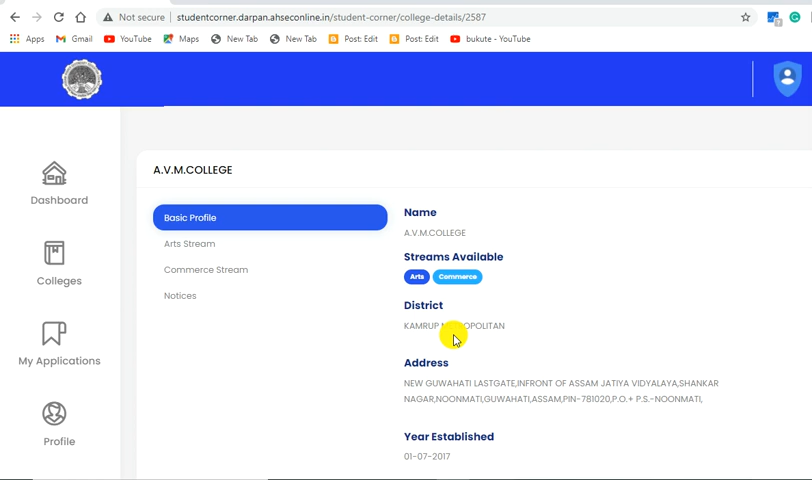 Not secure studentcorner.darpan.ahseconline.in/student-corner/college-details/2587
Apps Gmail YouTube Maps New Tab New Tab Post: Edit Post: Edit bukute - YouTube
A.V.M.COLLEGE
Dashboard
Colleges
My Applications
Profile
Basic Profile
Arts Stream
Commerce Stream
Notices
Name
A.V.M.COLLEGE
Streams Available
Arts Commerce
District
KAMRUP
Address
NEW GUWAHATI LASTGATE,INFRONT OF ASSAM JATIYA VIDYALAYA,SHANKAR
NAGAR,NOONMATI,GUWAHATI,ASSAM,PIN-781020,P.O.+ P.S.-NOONMATI,
Year Established
01-07-2017